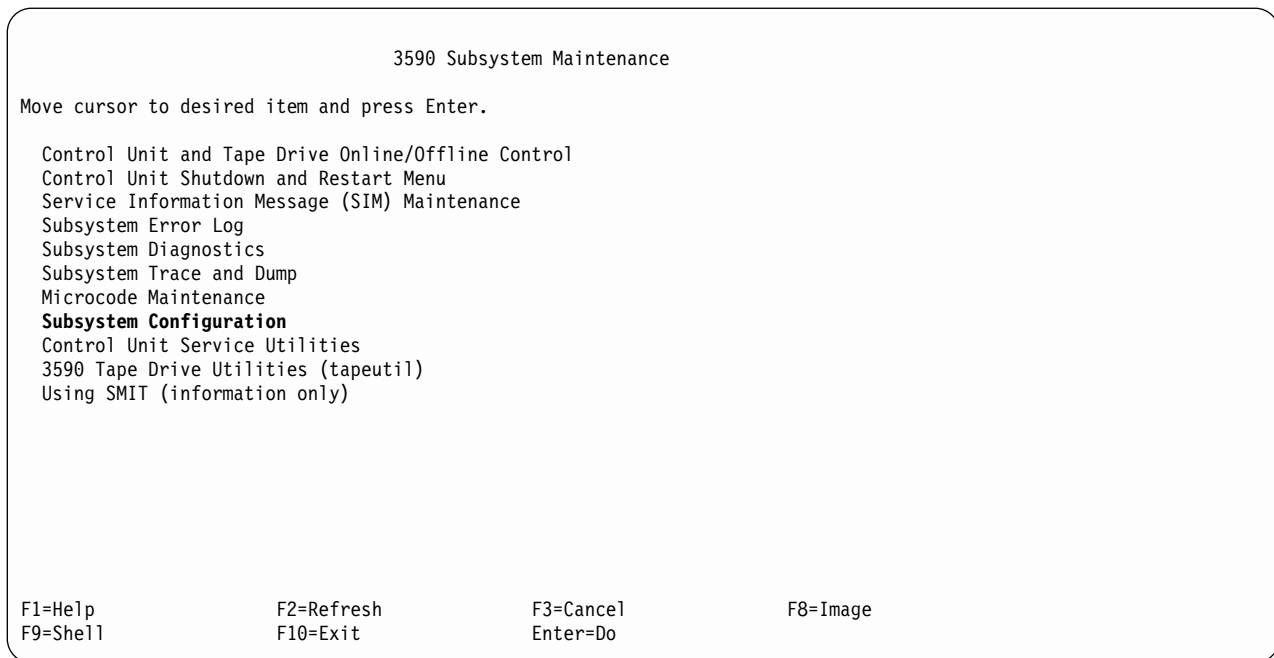 3590 Subsystem Maintenance
Move cursor to desired item and press Enter.
Control Unit and Tape Drive Online/Offline Control
Control Unit Shutdown and Restart Menu
Service Information Message (SIM) Maintenance
Subsystem Error Log
Subsystem Diagnostics
Subsystem Trace and Dump
Microcode Maintenance
Subsystem Configuration
Control Unit Service Utilities
3590 Tape Drive Utilities (tapeutil)
Using SMIT (information only)
F1=Help F2=Refresh F3=Cancel F8=Image
F9=Shell F10=Exit Enter=Do